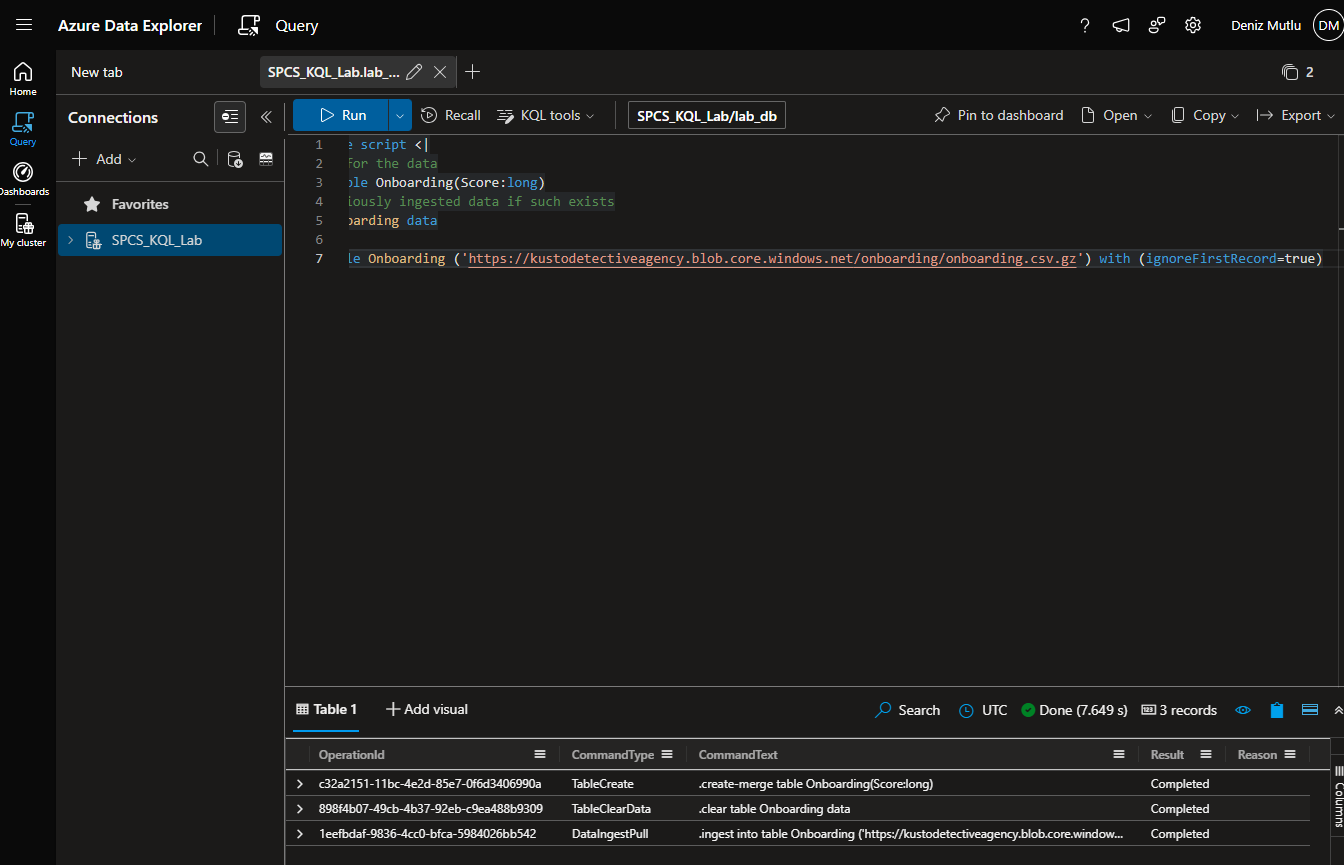 Azure Data Explorer Query ? Deniz Mutlu DM
Home
Query
Dashboards
My cluster
New tab SPCS_KQL_Lab.lab_... 2
Connections
Add
Favorites
SPCS_KQL_Lab
Run Recall KQL tools SPCS_KQL_Lab/lab_db Pin to dashboard Open Copy Export
1 e script <|
2 for the data
3 ble Onboarding(Score:long)
4 iously ingested data if such exists
5 oarding data
6
7 le Onboarding ('https://kustodetectiveagency.blob.core.windows.net/onboarding/onboarding.csv.gz') with (ignoreFirstRecord=true)
Table 1 Add visual Search UTC Done (7.649 s) 3 records
OperationId CommandType CommandText Result Reason
c32a2151-11bc-4e2d-85e7-0f6d3406990a TableCreate .create-merge table Onboarding(Score:long) Completed
898f4b07-49cb-4b37-92eb-c9ea488b9309 TableClearData .clear table Onboarding data Completed
1eefbdaf-9836-4cc0-bfca-5984026bb542 DataIngestPull .ingest into table Onboarding ('https://kustodetectiveagency.blob.core.window... Completed
Columns